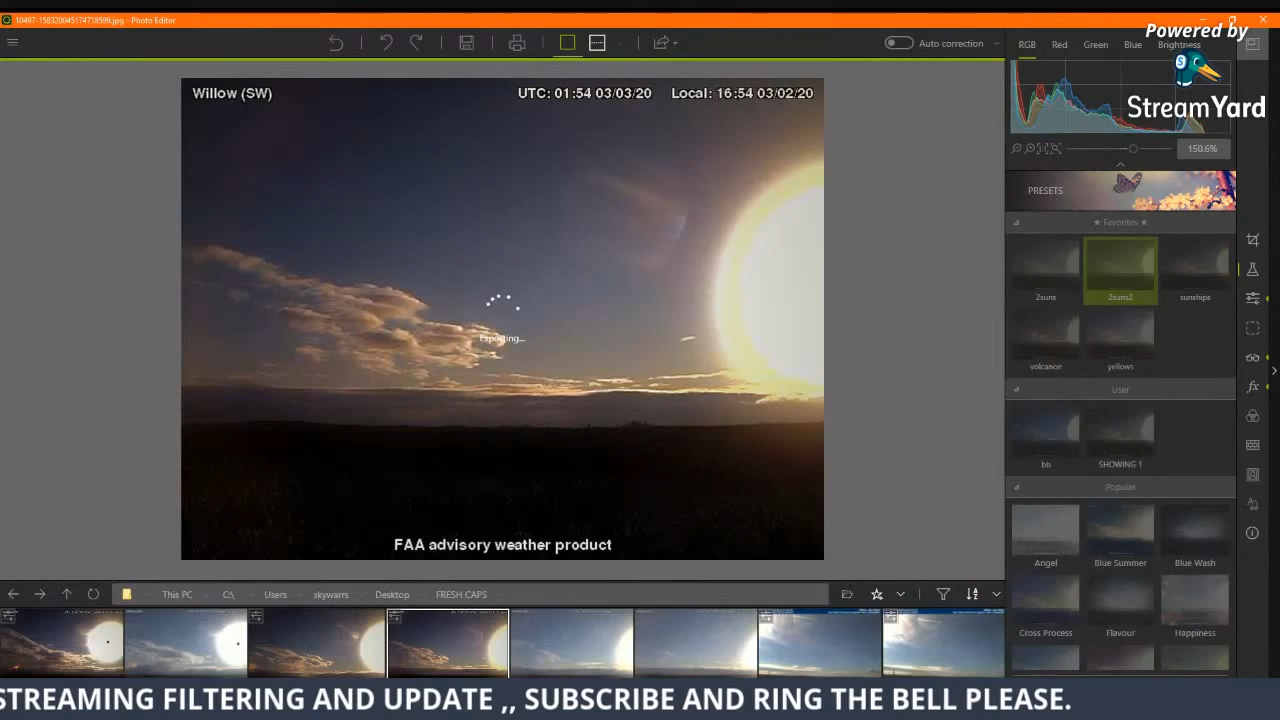 10497-158320045174718599.jpg - Photo Editor
Powered by
StreamYard
Auto correction
RGB
Red
Green
Blue
Brightness
Willow (SW)
UTC: 01:54 03/03/20
Local: 16:54 03/02/20
150.6%
PRESETS
★ Favorites ★
2suns
2suns2
sunships
Exporting...
volcanoe
yellows
User
bb
SHOWING 1
Popular
FAA advisory weather product
Angel
Blue Summer
Blue Wash
This PC
C:\
Users
skywarrs
Desktop
FRESH CAPS
Cross Process
Flavour
Happiness
STREAMING FILTERING AND UPDATE ,, SUBSCRIBE AND RING THE BELL PLEASE.